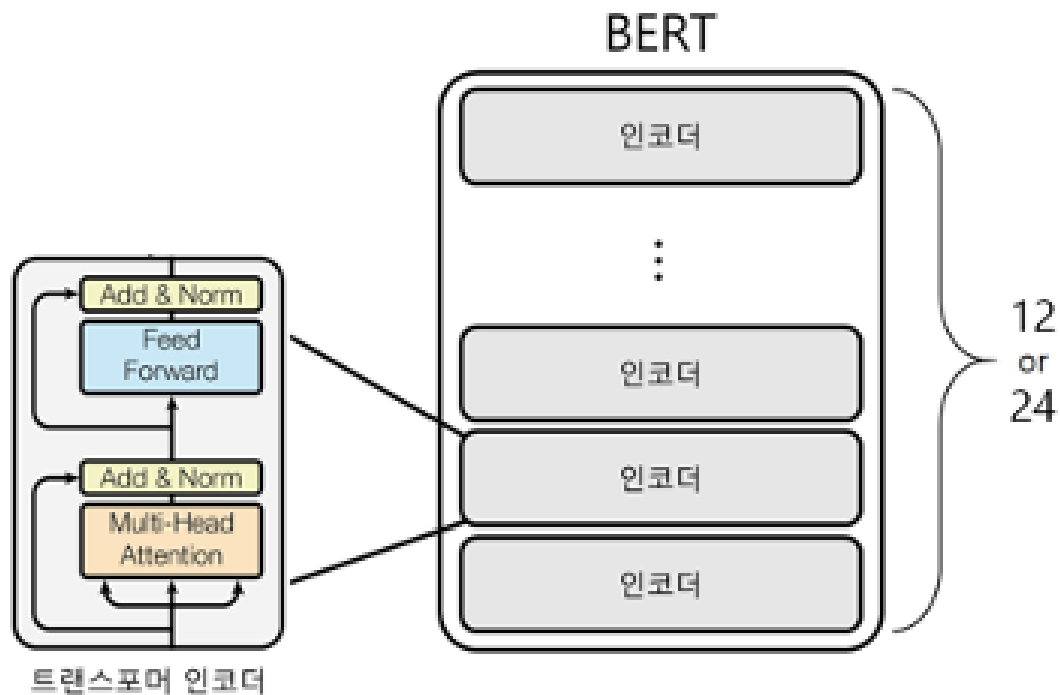 BERT
인코더
인코더
인코더
인코더
12
or
24
Add & Norm
Feed
Forward
Add & Norm
Multi-Head
Attention
트랜스포머 인코더